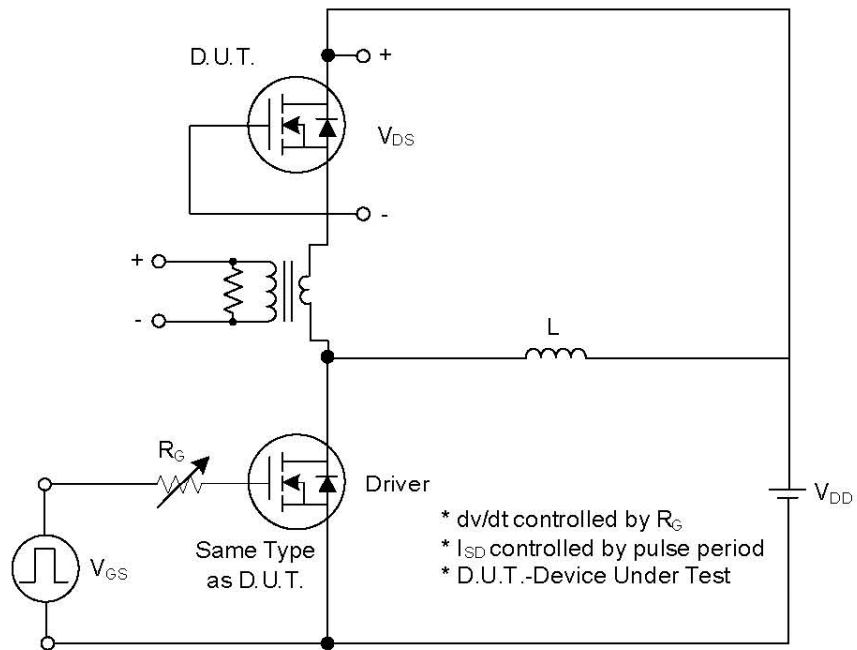 D.U.T.
+
VDS
-
+
-
L
RG
Driver
VDD
VGS
Same Type
as D.U.T.
* dv/dt controlled by RG
* ISD controlled by pulse period
* D.U.T.-Device Under Test